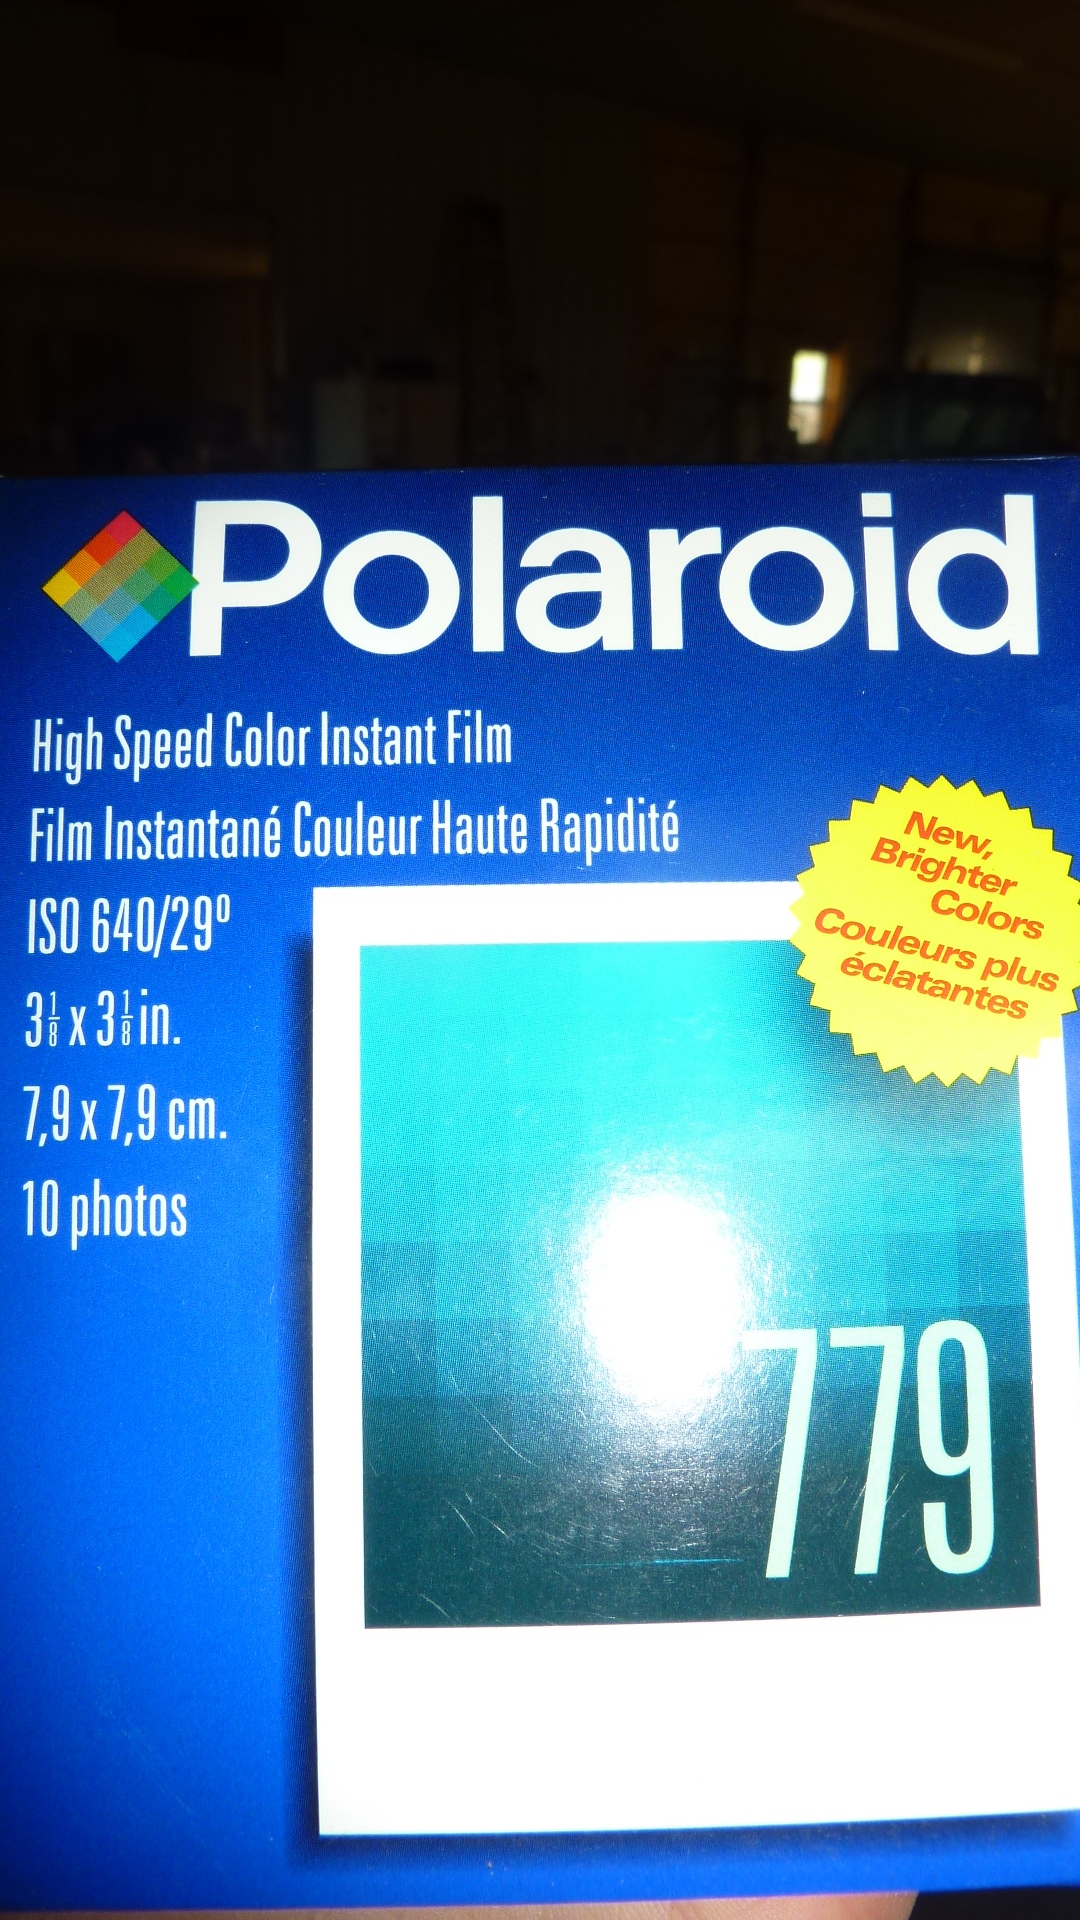 Polaroid
High Speed Color Instant Film
Film Instantané Couleur Haute Rapidité
ISO 640/29º
3⅛ x 3⅛ in.
7,9 x 7,9 cm.
10 photos
New,
Brighter
Colors
Couleurs plus
éclatantes
779